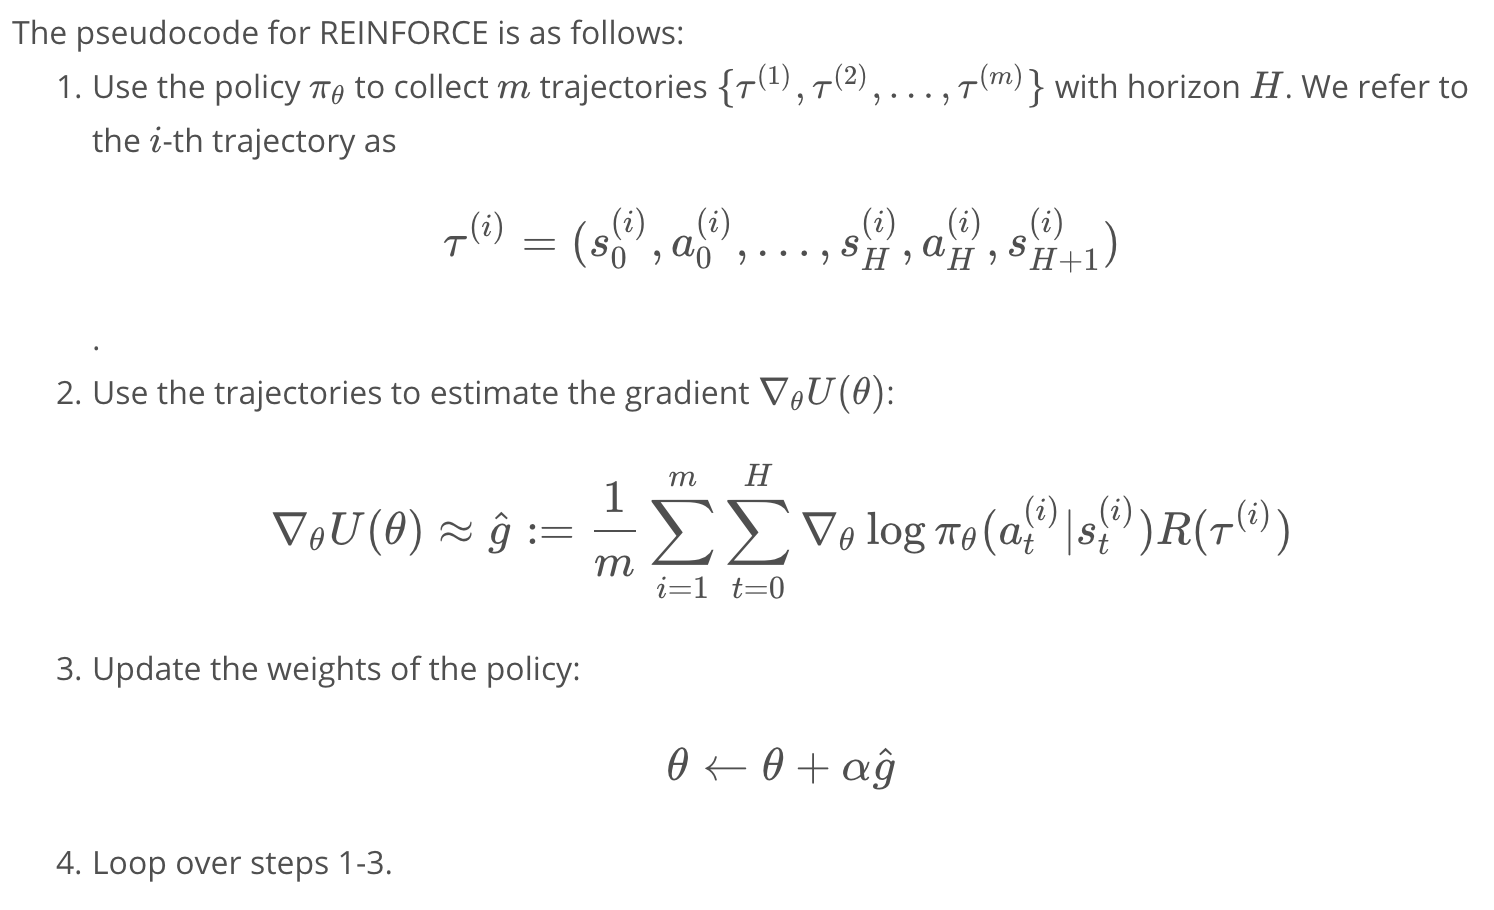 The pseudocode for REINFORCE is as follows:
1. Use the policy $\pi_\theta$ to collect $m$ trajectories $\{\tau^{(1)}, \tau^{(2)}, \ldots, \tau^{(m)}\}$ with horizon $H$. We refer to
the $i$-th trajectory as
$\tau^{(i)} = (s_0^{(i)}, a_0^{(i)}, \ldots, s_H^{(i)}, a_H^{(i)}, s_{H+1}^{(i)})$
.
2. Use the trajectories to estimate the gradient $\nabla_\theta U(\theta)$:
$\nabla_\theta U(\theta) \approx \hat{g} := \frac{1}{m} \sum_{i=1}^{m} \sum_{t=0}^{H} \nabla_\theta \log \pi_\theta(a_t^{(i)} | s_t^{(i)}) R(\tau^{(i)})$
3. Update the weights of the policy:
$\theta \leftarrow \theta + \alpha \hat{g}$
4. Loop over steps 1-3.